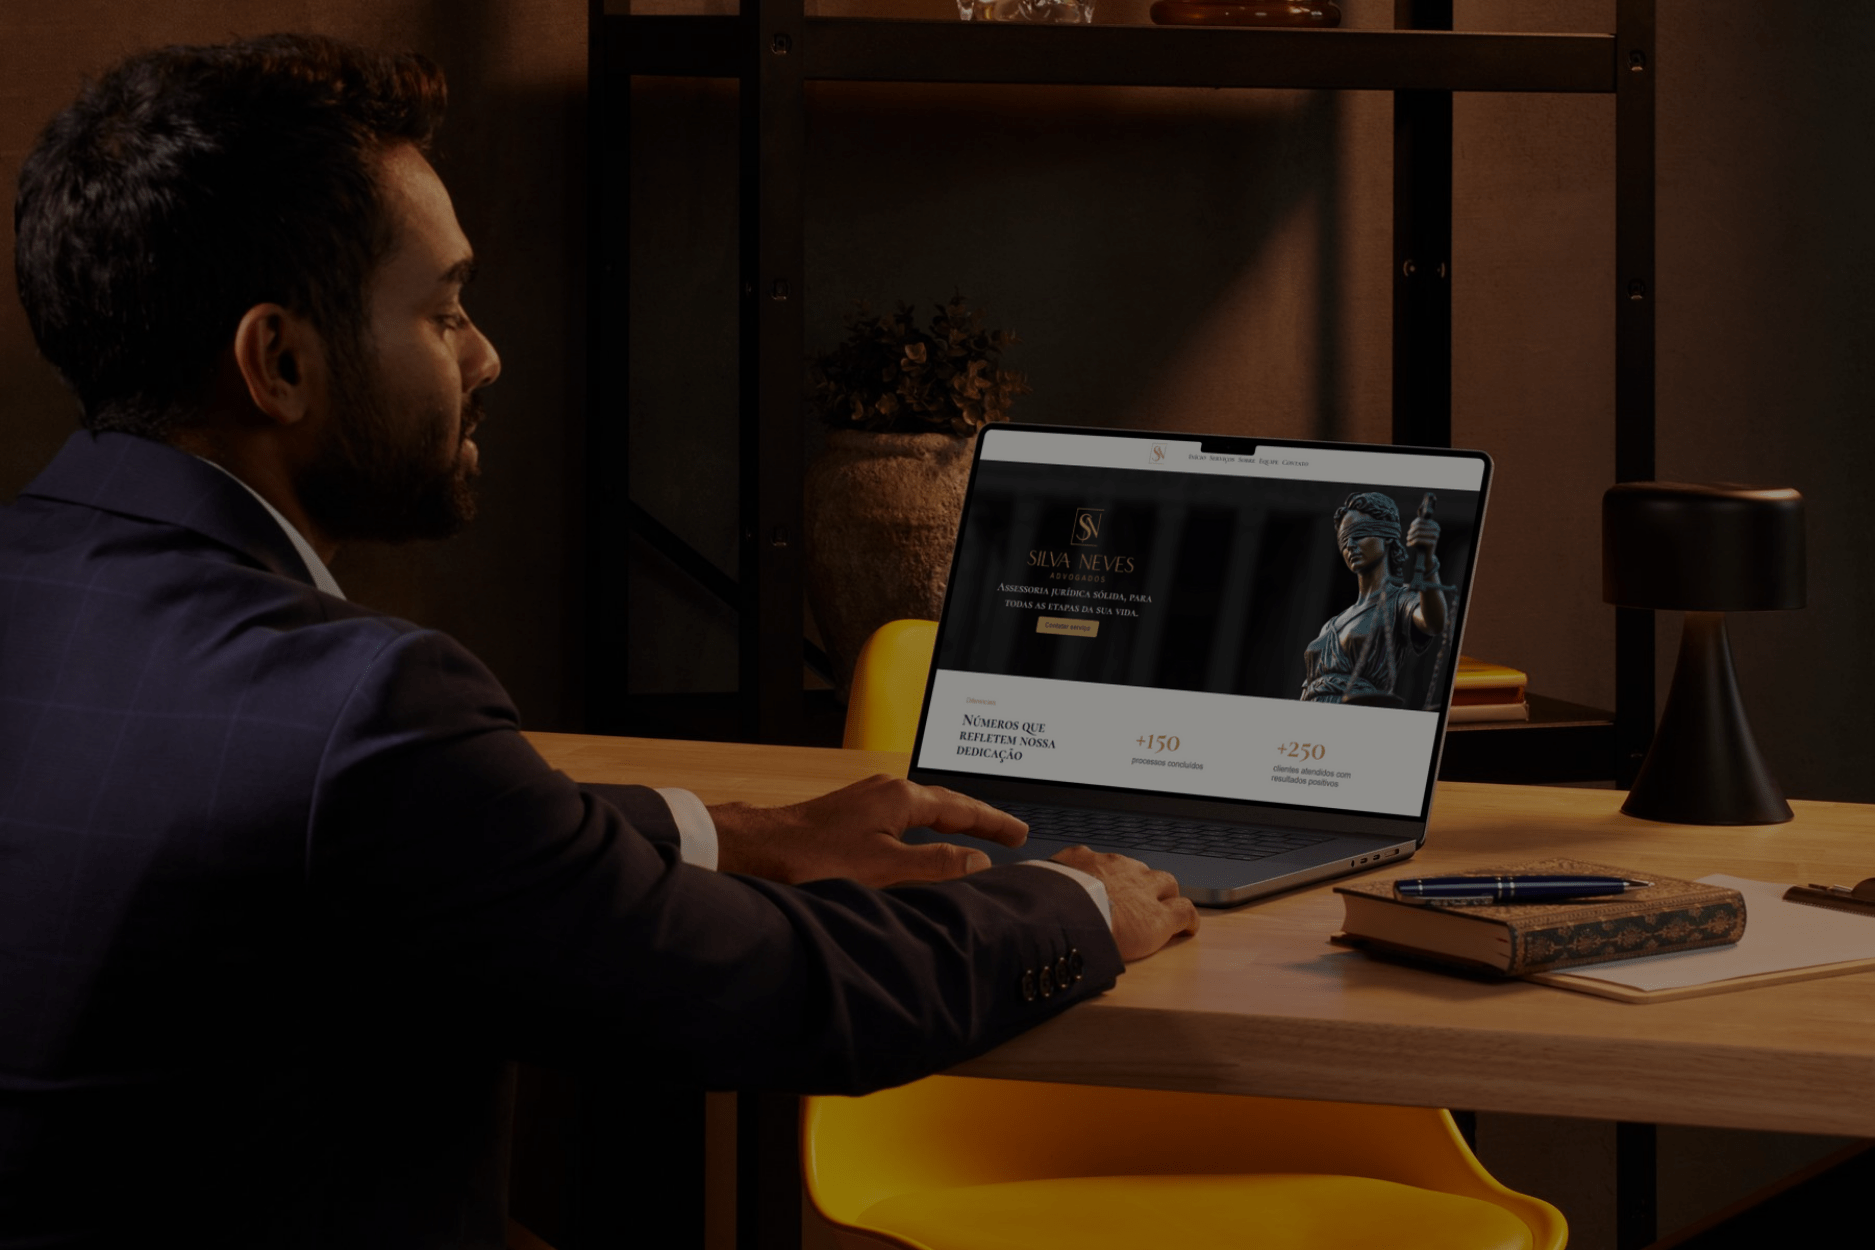 SN
Início Serviços Sobre Equipe Contato
SN
SILVA NEVES
ADVOGADOS
Assessoria jurídica sólida, para
todas as etapas da sua vida.
Contatar serviço
Diferenciais
Números que
refletem nossa
dedicação
+150
processos concluídos
+250
clientes atendidos com
resultados positivos